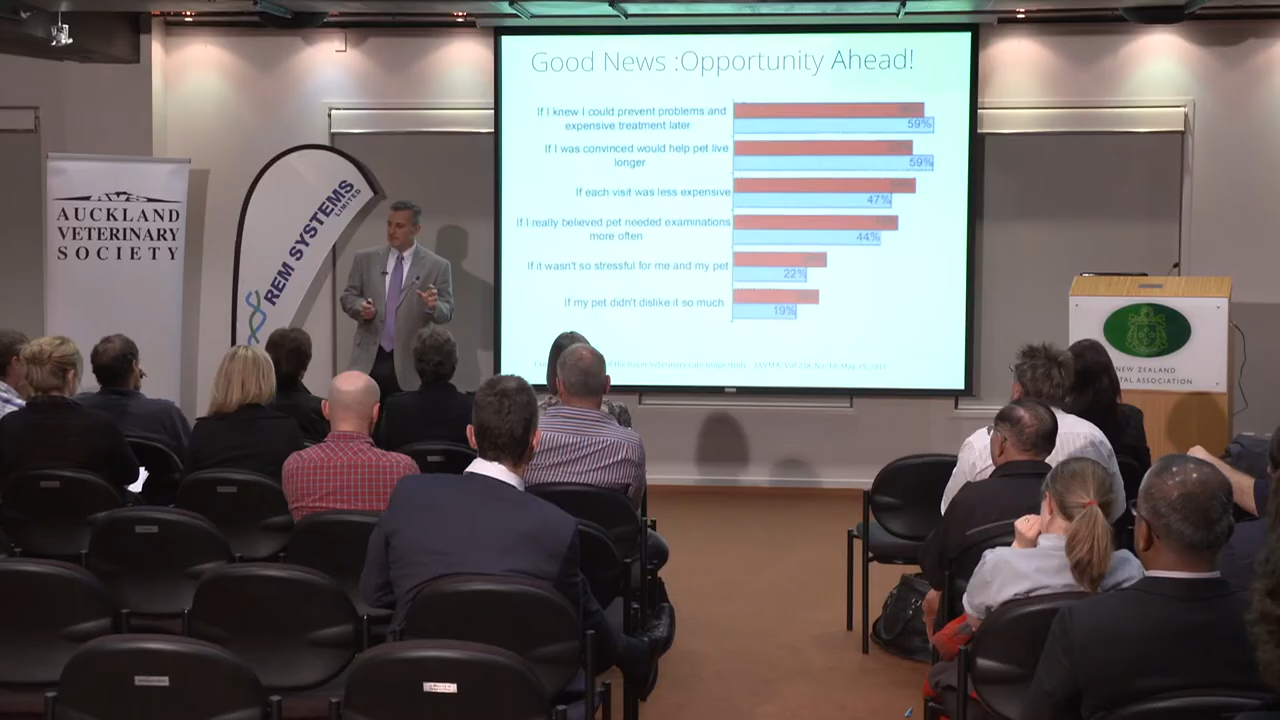 Good News :Opportunity Ahead!
If I knew I could prevent problems and
expensive treatment later
59%
If I was convinced would help pet live
longer
59%
If each visit was less expensive
47%
If I really believed pet needed examinations
more often
44%
If it wasn't so stressful for me and my pet
22%
If my pet didn't dislike it so much
19%
AUCKLAND
VETERINARY
SOCIETY
REM SYSTEMS
LIMITED
NEW ZEALAND
ASSOCIATION